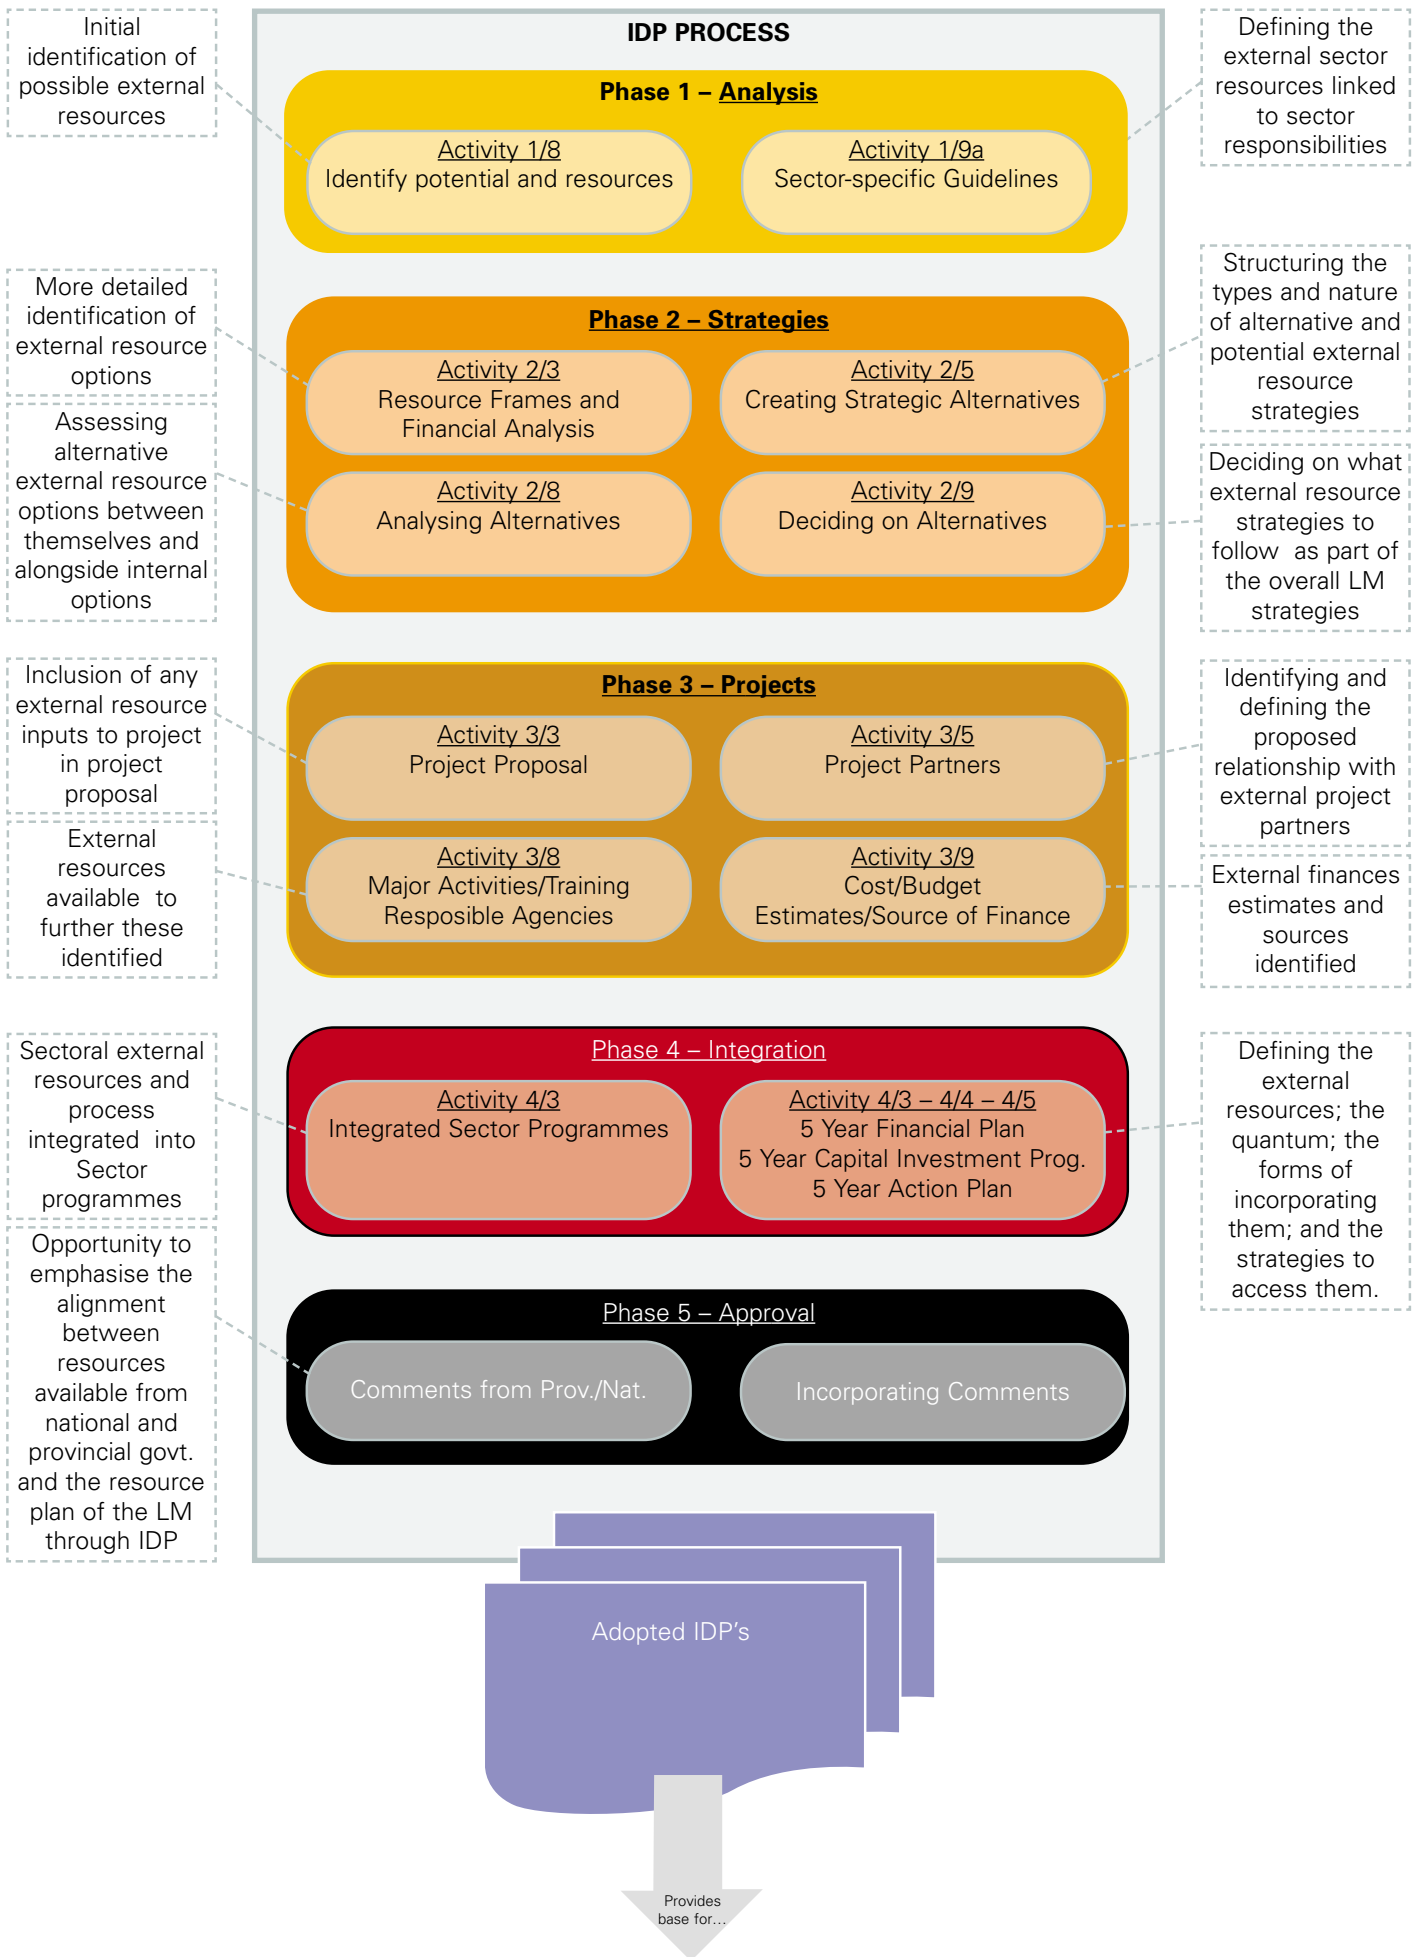 IDP PROCESS
Initial
identification of
possible external
resources
Phase 1 – Analysis
Activity 1/8
Identify potential and resources
Activity 1/9a
Sector-specific Guidelines
Defining the
external sector
resources linked
to sector
responsibilities
More detailed
identification of
external resource
options
Assessing
alternative
external resource
options between
themselves and
alongside internal
options
Phase 2 – Strategies
Activity 2/3
Resource Frames and
Financial Analysis
Activity 2/5
Creating Strategic Alternatives
Activity 2/8
Analysing Alternatives
Activity 2/9
Deciding on Alternatives
Structuring the
types and nature
of alternative and
potential external
resource
strategies
Deciding on what
external resource
strategies to
follow as part of
the overall LM
strategies
Inclusion of any
external resource
inputs to project
in project
proposal
External
resources
available to
further these
identified
Phase 3 – Projects
Activity 3/3
Project Proposal
Activity 3/5
Project Partners
Activity 3/8
Major Activities/Training
Resposible Agencies
Activity 3/9
Cost/Budget
Estimates/Source of Finance
Identifying and
defining the
proposed
relationship with
external project
partners
External finances
estimates and
sources
identified
Sectoral external
resources and
process
integrated into
Sector
programmes
Phase 4 – Integration
Activity 4/3
Integrated Sector Programmes
Activity 4/3 – 4/4 – 4/5
5 Year Financial Plan
5 Year Capital Investment Prog.
5 Year Action Plan
Defining the
external
resources; the
quantum; the
forms of
incorporating
them; and the
strategies to
access them.
Opportunity to
emphasise the
alignment
between
resources
available from
national and
provincial govt.
and the resource
plan of the LM
through IDP
Phase 5 – Approval
Comments from Prov./Nat.
Incorporating Comments
Adopted IDP's
Provides
base for…